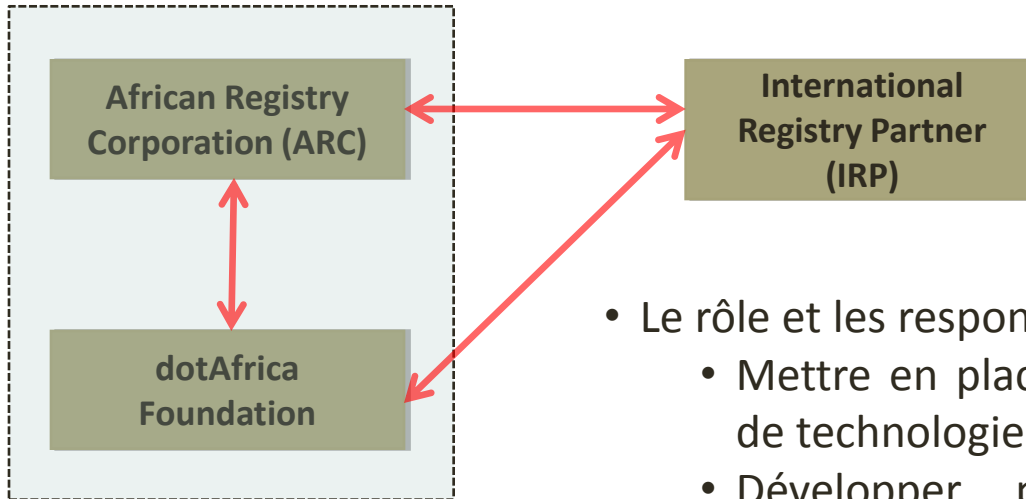 African Registry
Corporation (ARC)
International
Registry Partner
(IRP)
dotAfrica
Foundation
• Le rôle et les respon
• Mettre en plac
de technologie
• Développer